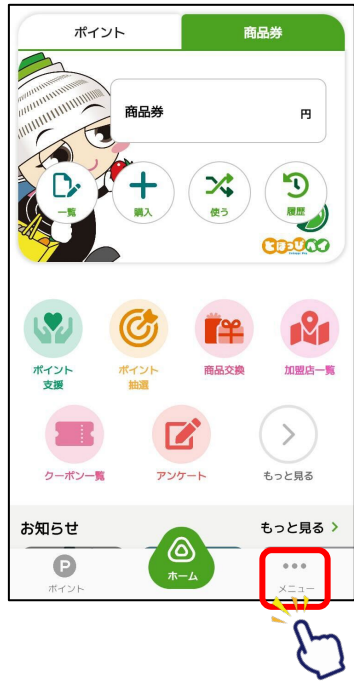 ポイント
商品券
商品券 円
一覧
購入
使う
履歴
ポイント
支援
ポイント
抽選
商品交換
加盟店一覧
クーポン一覧
アンケート
もっと見る
お知らせ
もっと見る >
P
ポイント
ホーム
メニュー